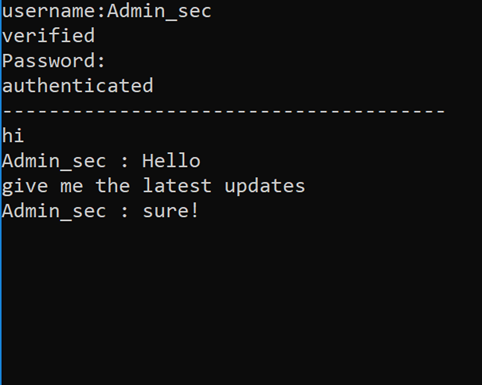 username:Admin_sec
verified
Password:
authenticated
-------------------------------------
hi
Admin_sec : Hello
give me the latest updates
Admin_sec : sure!